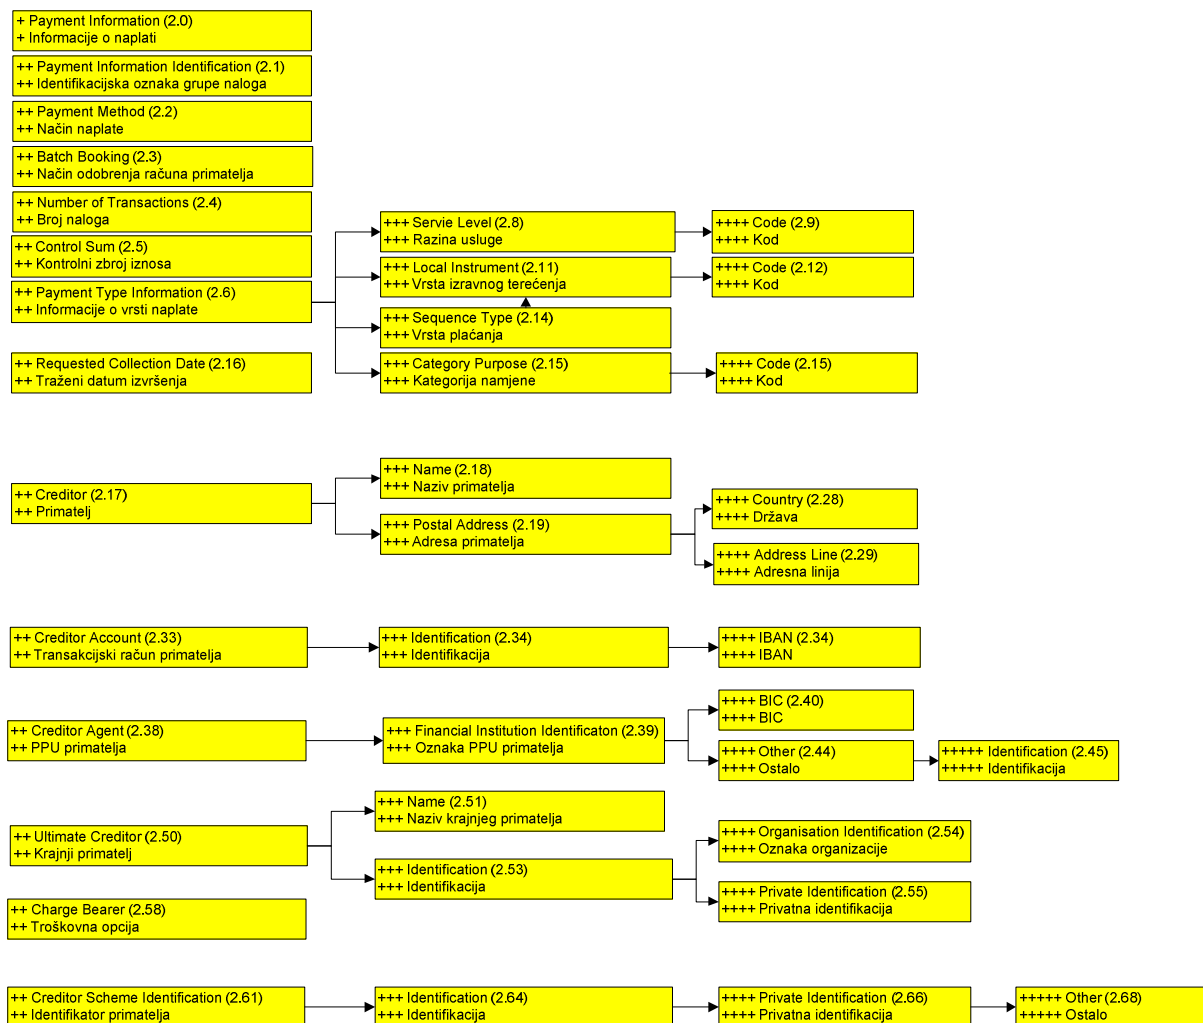 + Payment Information (2.0)
+ Informacije o naplati
++ Payment Information Identification (2.1)
++ Identifikacijska oznaka grupe naloga
++ Payment Method (2.2)
++ Način naplate
++ Batch Booking (2.3)
++ Način odobrenja računa primatelja
++ Number of Transactions (2.4)
++ Broj naloga
++ Control Sum (2.5)
++ Kontrolni zbroj iznosa
++ Payment Type Information (2.6)
++ Informacije o vrsti naplate
+++ Servie Level (2.8)
+++ Razina usluge
++++ Code (2.9)
++++ Kod
+++ Local Instrument (2.11)
+++ Vrsta izravnog terećenja
++++ Code (2.12)
++++ Kod
+++ Sequence Type (2.14)
+++ Vrsta plaćanja
+++ Category Purpose (2.15)
+++ Kategorija namjene
++++ Code (2.15)
++++ Kod
++ Requested Collection Date (2.16)
++ Traženi datum izvršenja
++ Creditor (2.17)
++ Primatelj
+++ Name (2.18)
+++ Naziv primatelja
+++ Postal Address (2.19)
+++ Adresa primatelja
++++ Country (2.28)
++++ Država
++++ Address Line (2.29)
++++ Adresna linija
++ Creditor Account (2.33)
++ Transakcijski račun primatelja
+++ Identification (2.34)
+++ Identifikacija
++++ IBAN (2.34)
++++ IBAN
++ Creditor Agent (2.38)
++ PPU primatelja
+++ Financial Institution Identificaton (2.39)
+++ Oznaka PPU primatelja
++++ BIC (2.40)
++++ BIC
++++ Other (2.44)
++++ Ostalo
+++++ Identification (2.45)
+++++ Identifikacija
++ Ultimate Creditor (2.50)
++ Krajnji primatelj
+++ Name (2.51)
+++ Naziv krajnjeg primatelja
+++ Identification (2.53)
+++ Identifikacija
++++ Organisation Identification (2.54)
++++ Oznaka organizacije
++++ Private Identification (2.55)
++++ Privatna identifikacija
++ Charge Bearer (2.58)
++ Troškovna opcija
++ Creditor Scheme Identification (2.61)
++ Identifikator primatelja
+++ Identification (2.64)
+++ Identifikacija
++++ Private Identification (2.66)
++++ Privatna identifikacija
+++++ Other (2.68)
+++++ Ostalo